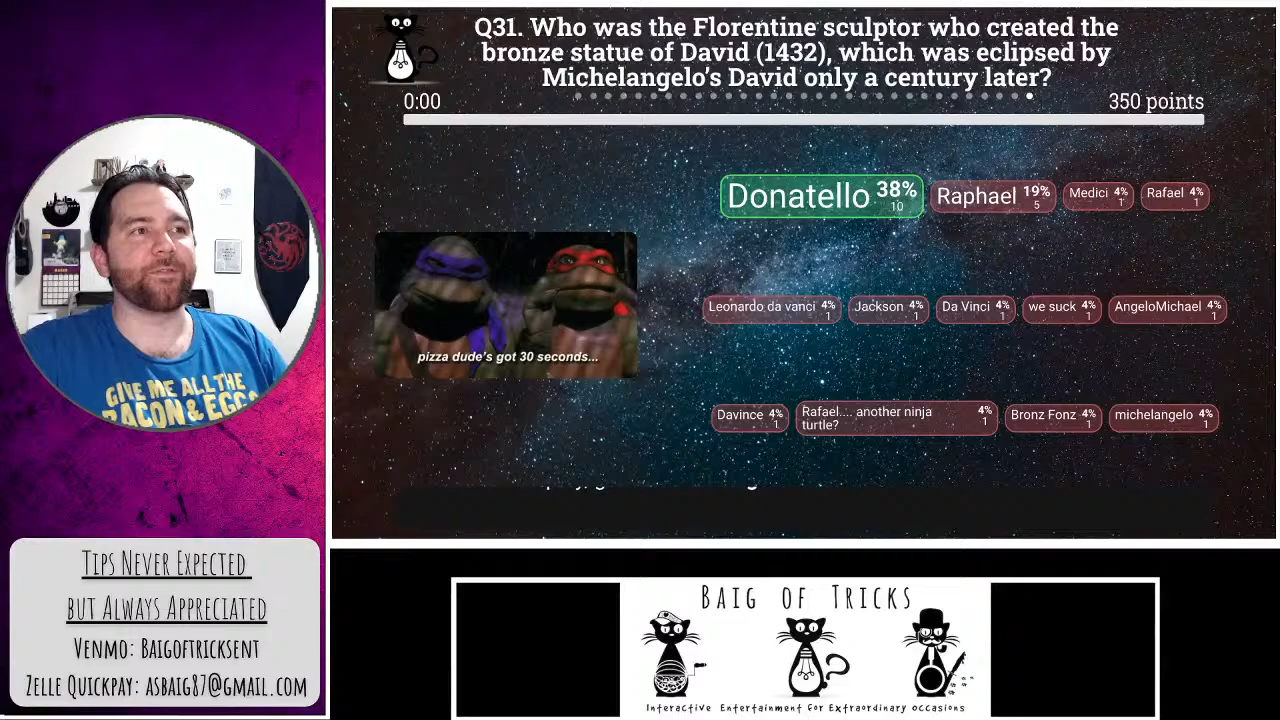 Q31. Who was the Florentine sculptor who created the
bronze statue of David (1432), which was eclipsed by
Michelangelo's David only a century later?
0:00
350 points
Donatello 38%
10
Raphael 19%
5
Medici 4%
1
Rafael 4%
1
Leonardo da vanci 4%
1
Jackson 4%
1
Da Vinci 4%
1
we suck 4%
1
AngeloMichael 4%
1
Davince 4%
1
Rafael.... another ninja
turtle?
4%
1
Bronz Fonz 4%
1
michelangelo 4%
1
pizza dude's got 30 seconds...
GIVE ME ALL THE
BACON & EGGS
Tips Never Expected
but Always Appreciated
Venmo: Baigoftricksent
Zelle Quickpay: asbaig87@gmail.com
Baig of Tricks
Interactive Entertainment for Extraordinary Occasions